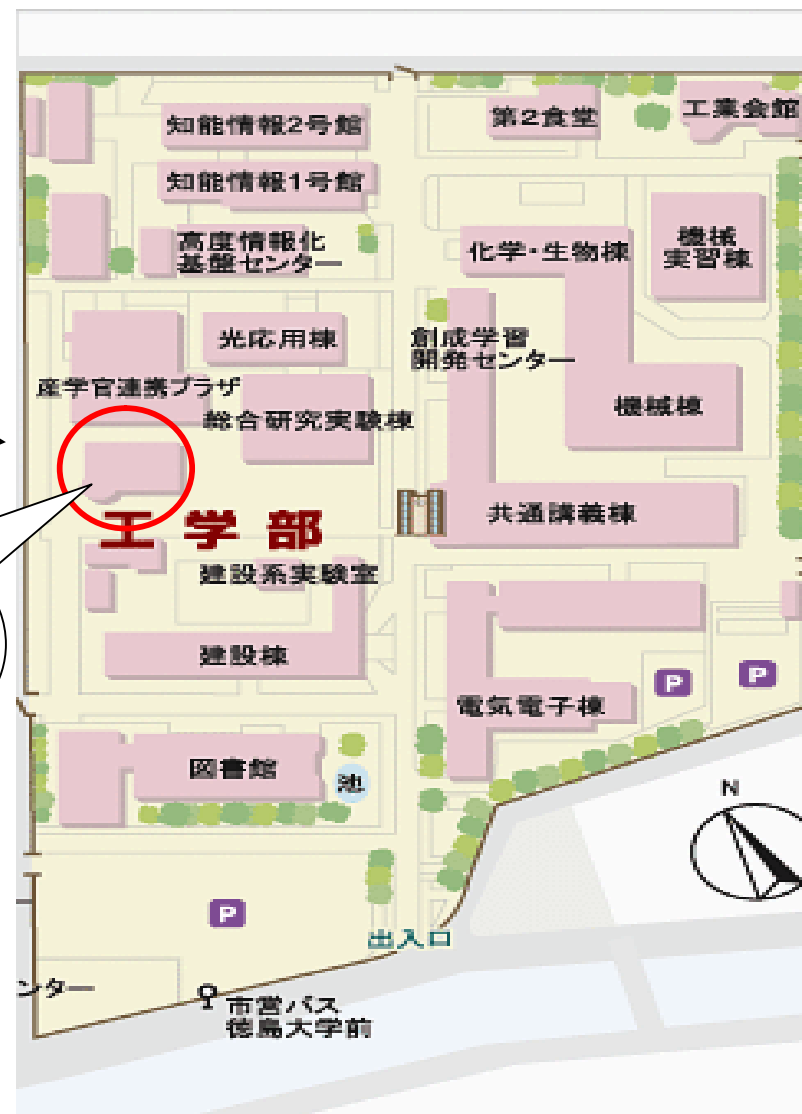 知能情報2号館
第2食堂
工業会館
知能情報1号館
高度情報化
基盤センター
化学・生物棟
機械
実習棟
光応用棟
創成学習
開発センター
産学官連携プラザ
総合研究実験棟
機械棟
工学部
共通講義棟
建設系実験室
建設棟
P
P
電気電子棟
図書館
池
N
P
出入口
ンター
市営バス
徳島大学前